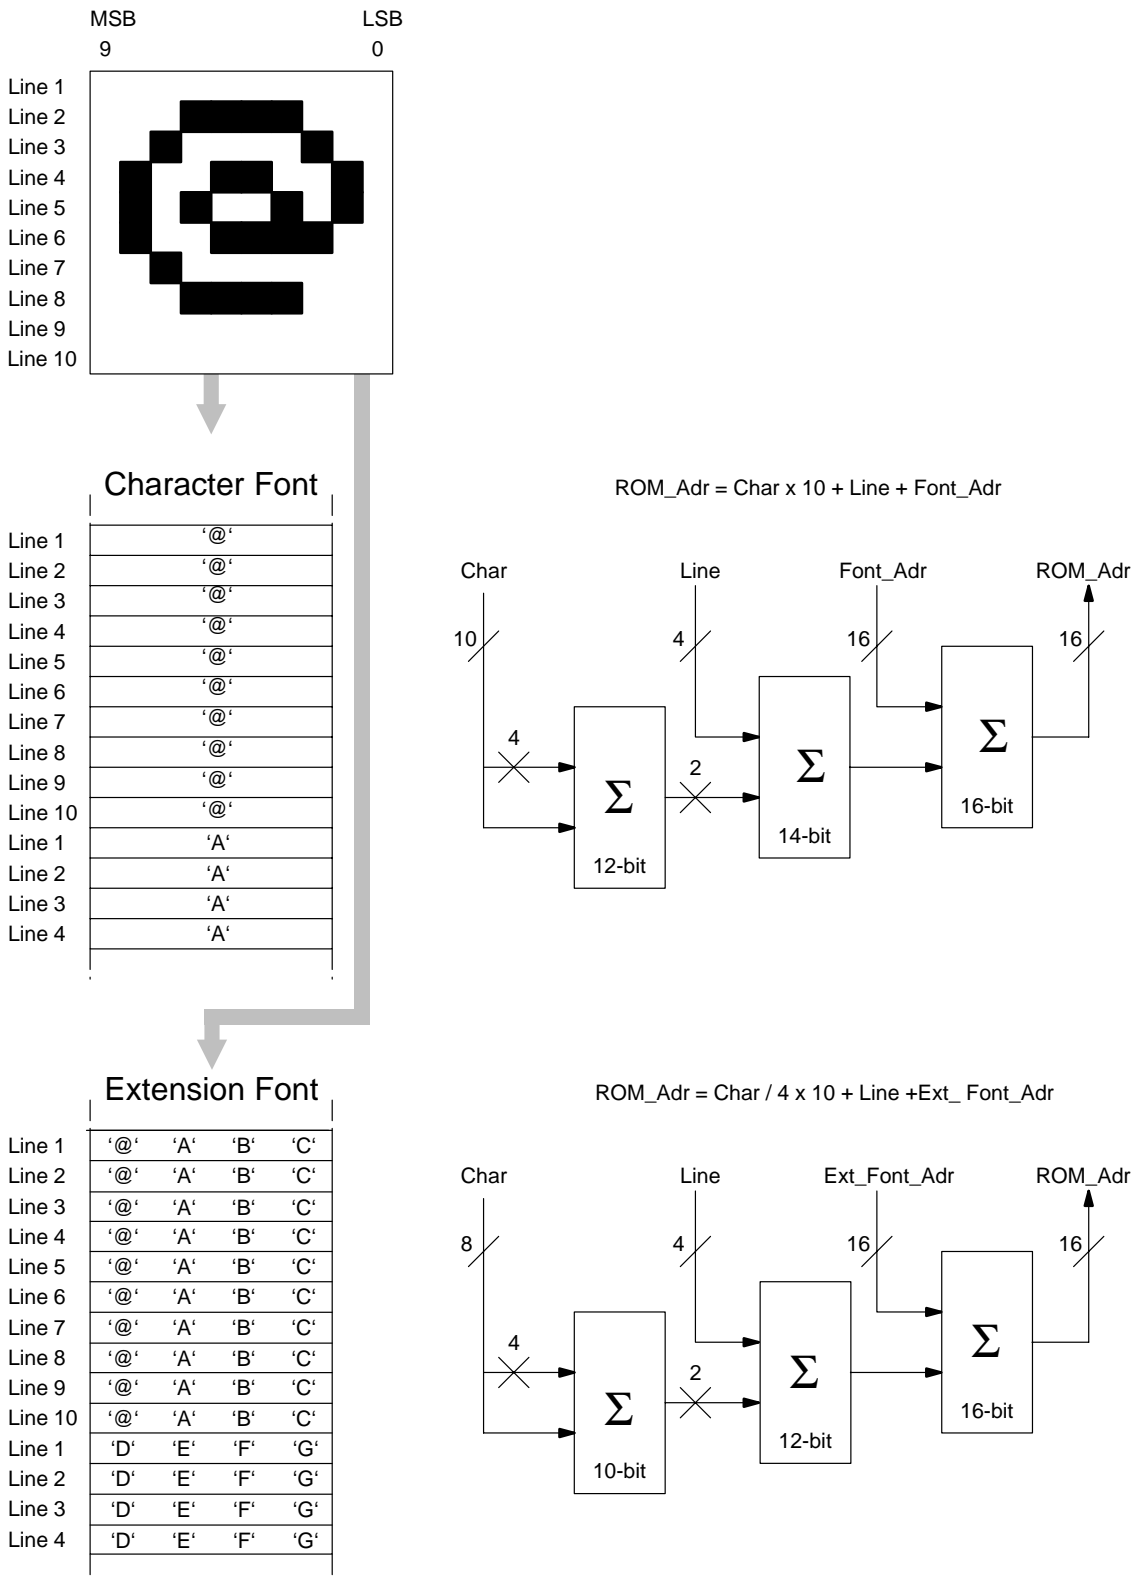 MSB LSB
9 0
Line 1
Line 2
Line 3
Line 4
Line 5
Line 6
Line 7
Line 8
Line 9
Line 10
Character Font
Line 1 ‘@‘
Line 2 ‘@‘
Line 3 ‘@‘
Line 4 ‘@‘
Line 5 ‘@‘
Line 6 ‘@‘
Line 7 ‘@‘
Line 8 ‘@‘
Line 9 ‘@‘
Line 10 ‘@‘
Line 1 ‘A‘
Line 2 ‘A‘
Line 3 ‘A‘
Line 4 ‘A‘
ROM_Adr = Char x 10 + Line + Font_Adr
Char Line Font_Adr ROM_Adr
10 4 16 16
4 2
Σ Σ Σ
12-bit 14-bit 16-bit
Extension Font
Line 1 ‘@‘ ‘A‘ ‘B‘ ‘C‘
Line 2 ‘@‘ ‘A‘ ‘B‘ ‘C‘
Line 3 ‘@‘ ‘A‘ ‘B‘ ‘C‘
Line 4 ‘@‘ ‘A‘ ‘B‘ ‘C‘
Line 5 ‘@‘ ‘A‘ ‘B‘ ‘C‘
Line 6 ‘@‘ ‘A‘ ‘B‘ ‘C‘
Line 7 ‘@‘ ‘A‘ ‘B‘ ‘C‘
Line 8 ‘@‘ ‘A‘ ‘B‘ ‘C‘
Line 9 ‘@‘ ‘A‘ ‘B‘ ‘C‘
Line 10 ‘@‘ ‘A‘ ‘B‘ ‘C‘
Line 1 ‘D‘ ‘E‘ ‘F‘ ‘G‘
Line 2 ‘D‘ ‘E‘ ‘F‘ ‘G‘
Line 3 ‘D‘ ‘E‘ ‘F‘ ‘G‘
Line 4 ‘D‘ ‘E‘ ‘F‘ ‘G‘
ROM_Adr = Char / 4 x 10 + Line +Ext_ Font_Adr
Char Line Ext_Font_Adr ROM_Adr
8 4 16 16
4 2
Σ Σ Σ
10-bit 12-bit 16-bit